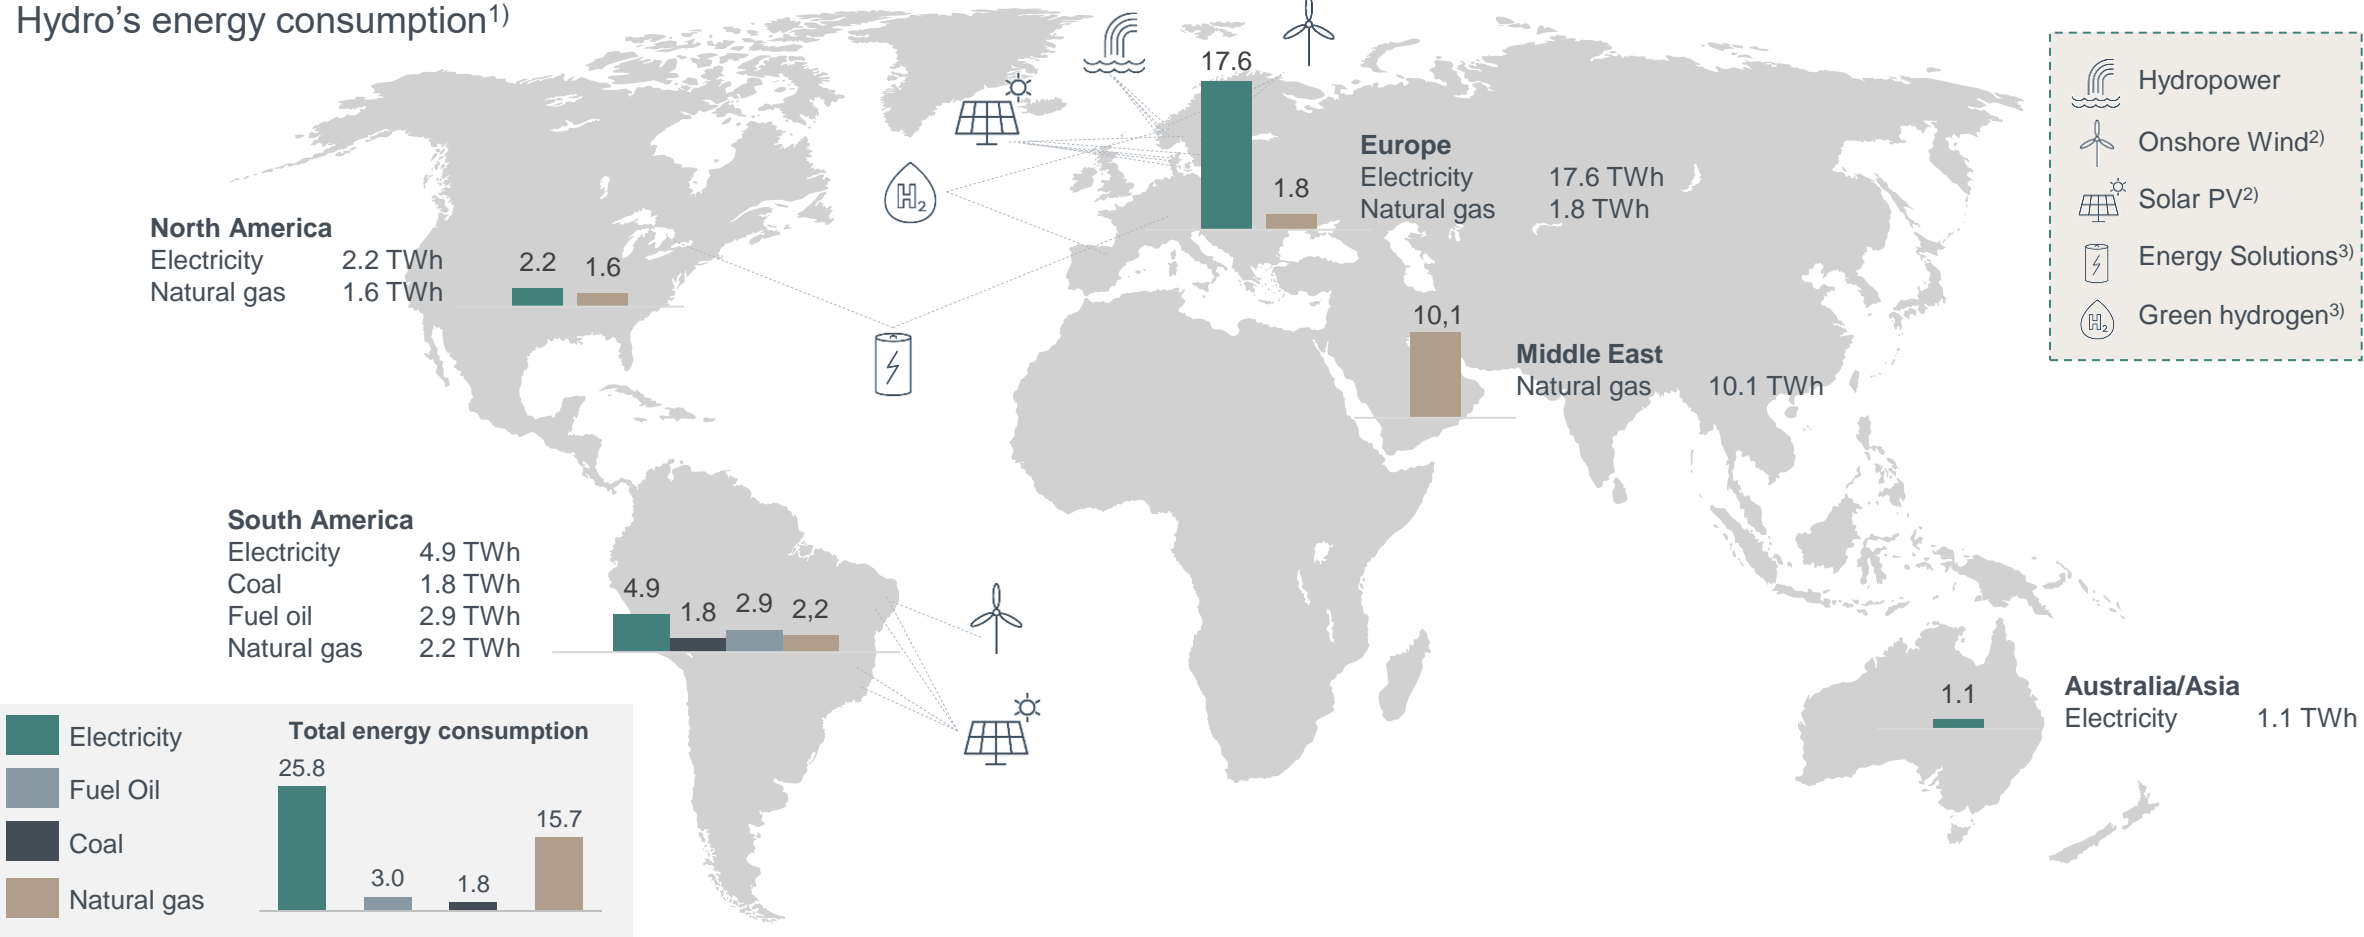 Hydro's energy consumption1)
17.6
1.8
Europe
Electricity 17.6 TWh
Natural gas 1.8 TWh
Hydropower
Onshore Wind2)
Solar PV2)
Energy Solutions3)
H2 Green hydrogen3)
H2
North America
Electricity 2.2 TWh
Natural gas 1.6 TWh
2.2 1.6
10,1
Middle East
Natural gas 10.1 TWh
South America
Electricity 4.9 TWh
Coal 1.8 TWh
Fuel oil 2.9 TWh
Natural gas 2.2 TWh
4.9 1.8 2.9 2,2
1.1
Australia/Asia
Electricity 1.1 TWh
Electricity
Fuel Oil
Coal
Natural gas
Total energy consumption
25.8
3.0
1.8
15.7